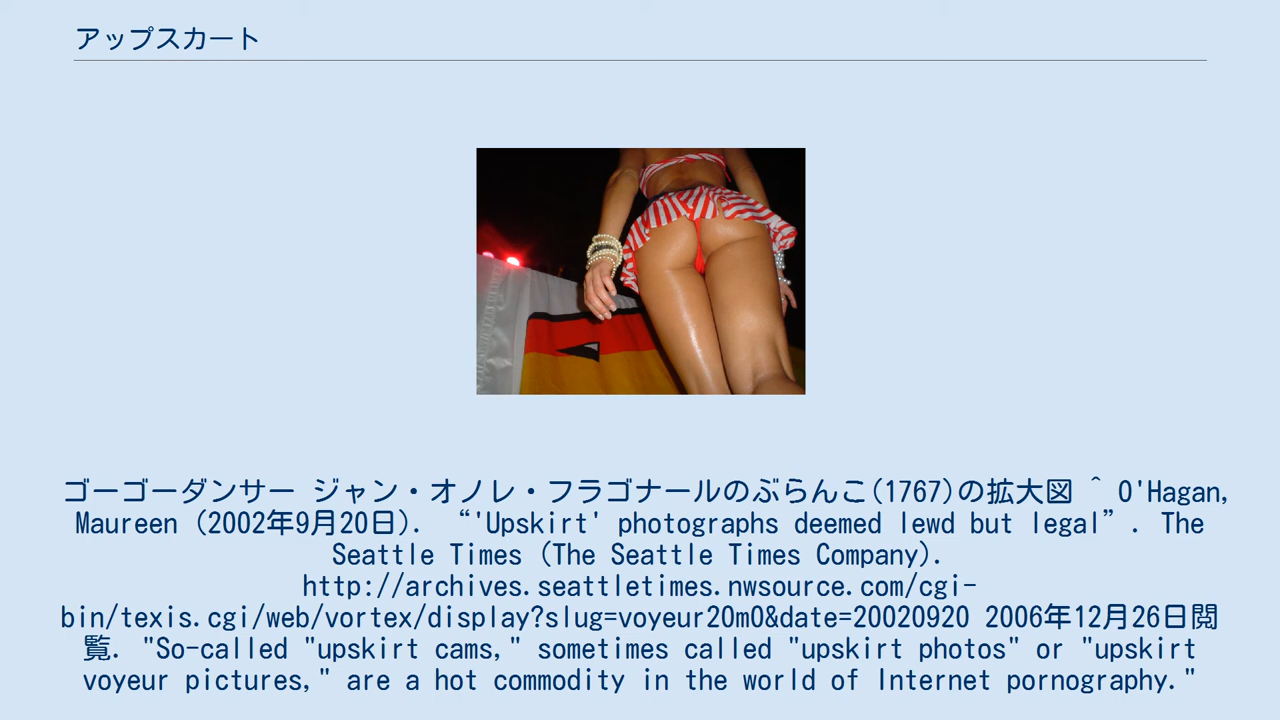 アップスカート
ゴーゴーダンサー ジャン・オノレ・フラゴナールのぶらんこ(1767)の拡大図 ^ O'Hagan,
Maureen (2002年9月20日). “'Upskirt' photographs deemed lewd but legal”. The
Seattle Times (The Seattle Times Company).
http://archives.seattletimes.nwsource.com/cgi-
bin/texis.cgi/web/vortex/display?slug=voyeur20m0&date=20020920 2006年12月26日閲
覧. "So-called "upskirt cams," sometimes called "upskirt photos" or "upskirt
voyeur pictures," are a hot commodity in the world of Internet pornography."